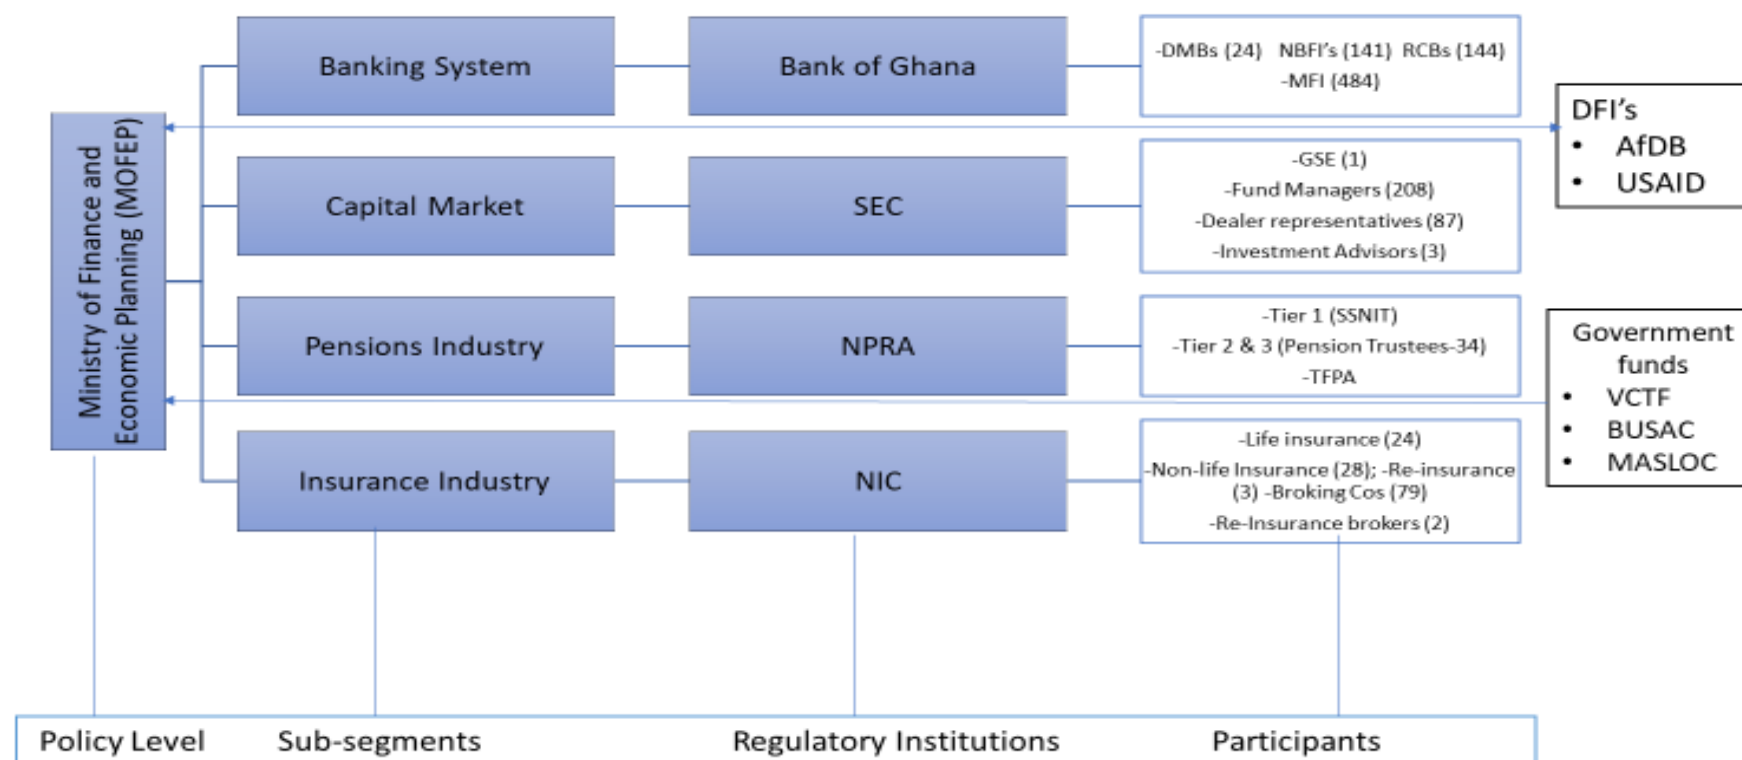 Ministry of Finance and
Economic Planning (MOFEP)
Banking System
Bank of Ghana
-DMBs (24) NBFI's (141) RCBs (144)
-MFI (484)
Capital Market
SEC
-GSE (1)
-Fund Managers (208)
-Dealer representatives (87)
-Investment Advisors (3)
Pensions Industry
NPRA
-Tier 1 (SSNIT)
-Tier 2 & 3 (Pension Trustees-34)
-TFPA
Insurance Industry
NIC
-Life insurance (24)
-Non-life Insurance (28); -Re-insurance
(3) -Broking Cos (79)
-Re-Insurance brokers (2)
DFI's
• AfDB
• USAID
Government
funds
• VCTF
• BUSAC
• MASLOC
Policy Level
Sub-segments
Regulatory Institutions
Participants